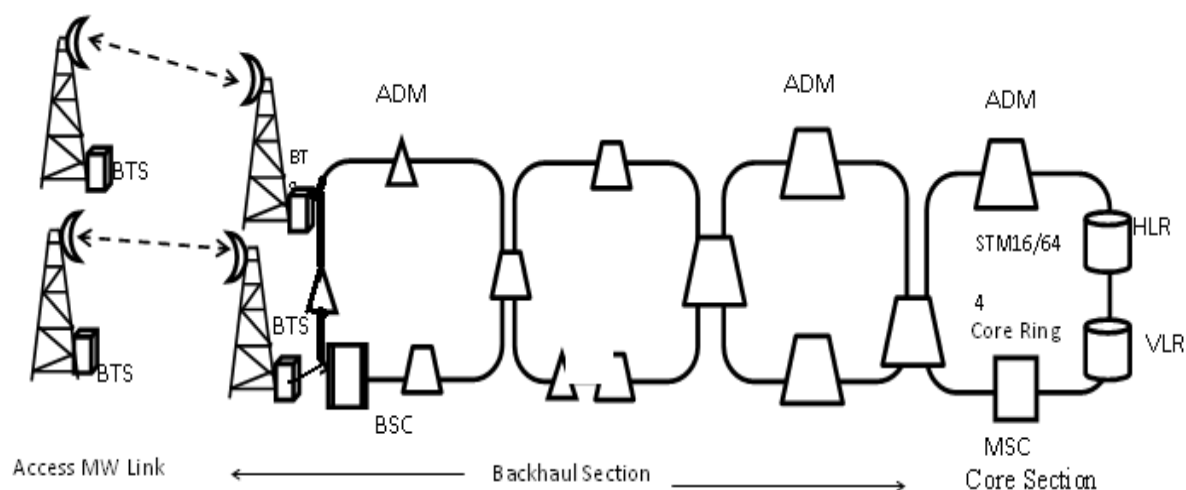 ADM
ADM
ADM
BTS
BT
STM16/64
HLR
4
Core Ring
VLR
BTS
BTS
BSC
MSC
Access MW Link
Backhaul Section
Core Section